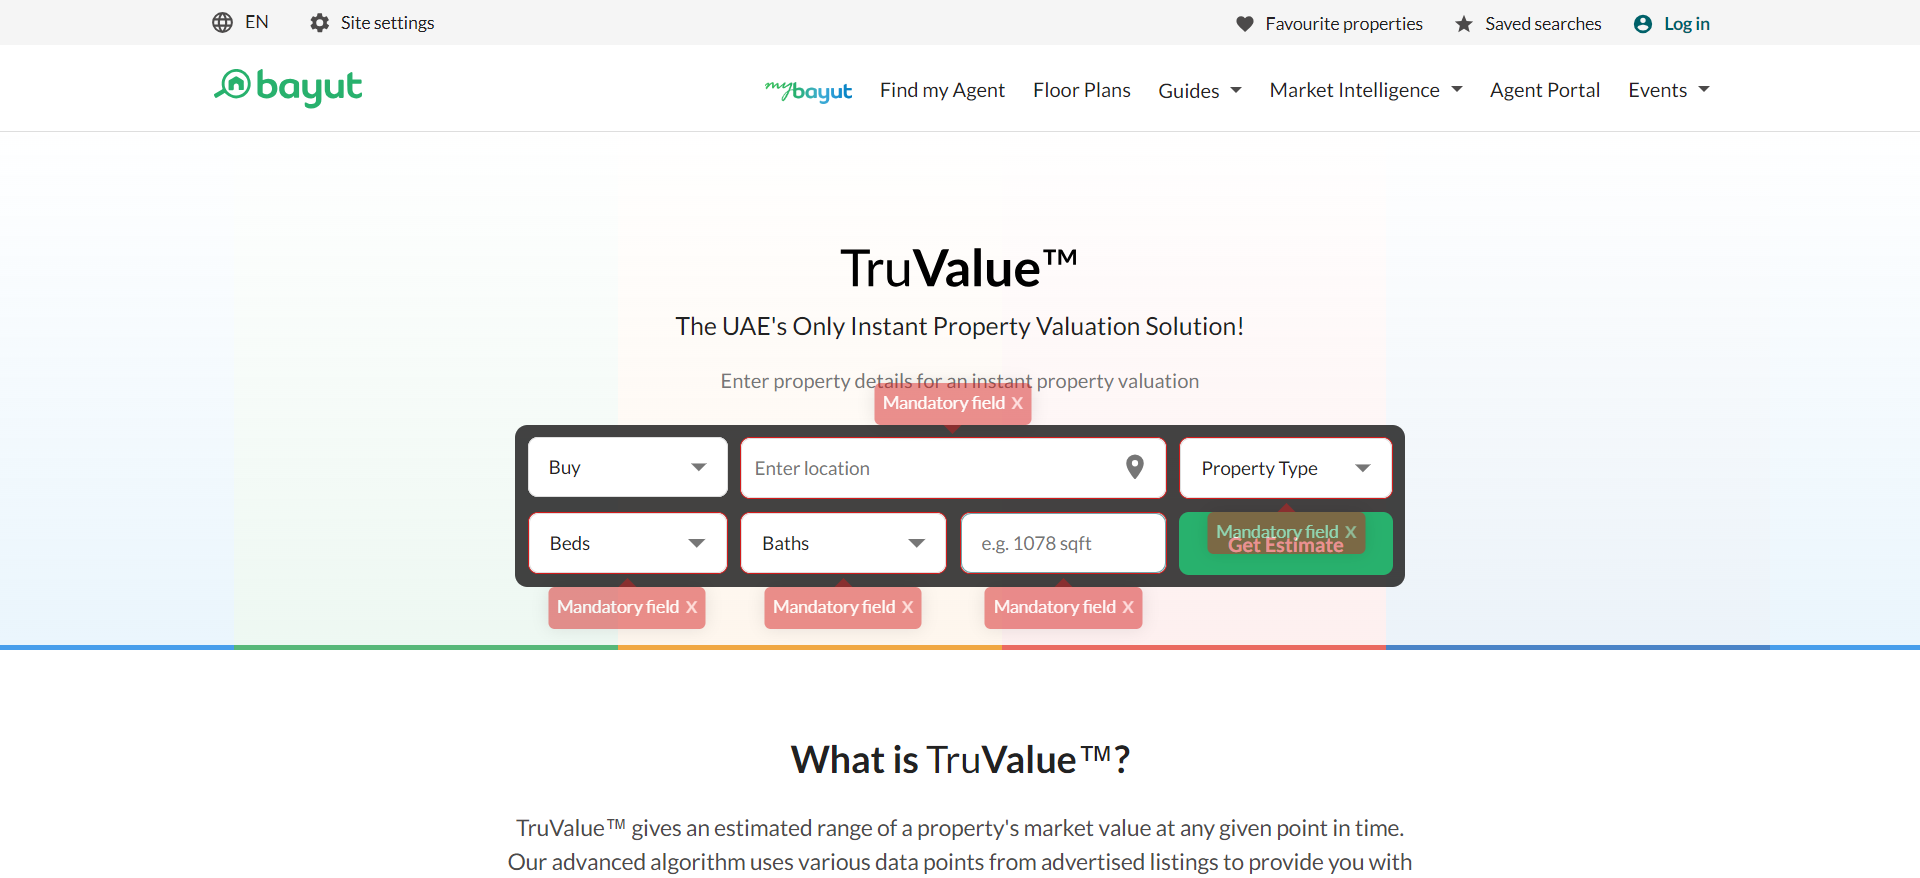 EN
Site settings
Favourite properties
Saved searches
Log in
bayut
mybayut
Find my Agent
Floor Plans
Guides
Market Intelligence
Agent Portal
Events
TruValue™
The UAE's Only Instant Property Valuation Solution!
Enter property details for an instant property valuation
Mandatory field X
Buy
Enter location
Property Type
Beds
Baths
e.g. 1078 sqft
Mandatory field X
Get Estimate
Mandatory field X
Mandatory field X
Mandatory field X
What is TruValue™?
TruValue™ gives an estimated range of a property's market value at any given point in time.
Our advanced algorithm uses various data points from advertised listings to provide you with